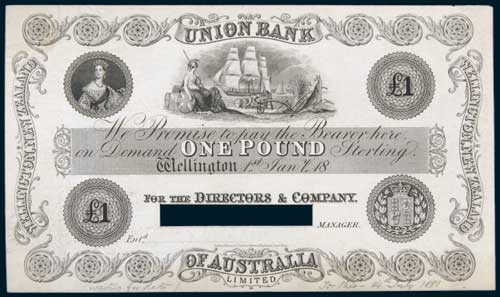 UNION BANK
WELLINGTON, NEW ZEALAND
WELLINGTON, NEW ZEALAND
£1
We Promise to pay the Bearer here,
on Demand ONE POUND Sterling.
Wellington 1st Jany. 18
FOR THE DIRECTORS & COMPANY,
£1
MANAGER.
Entd.
OF AUSTRALIA
LIMITED